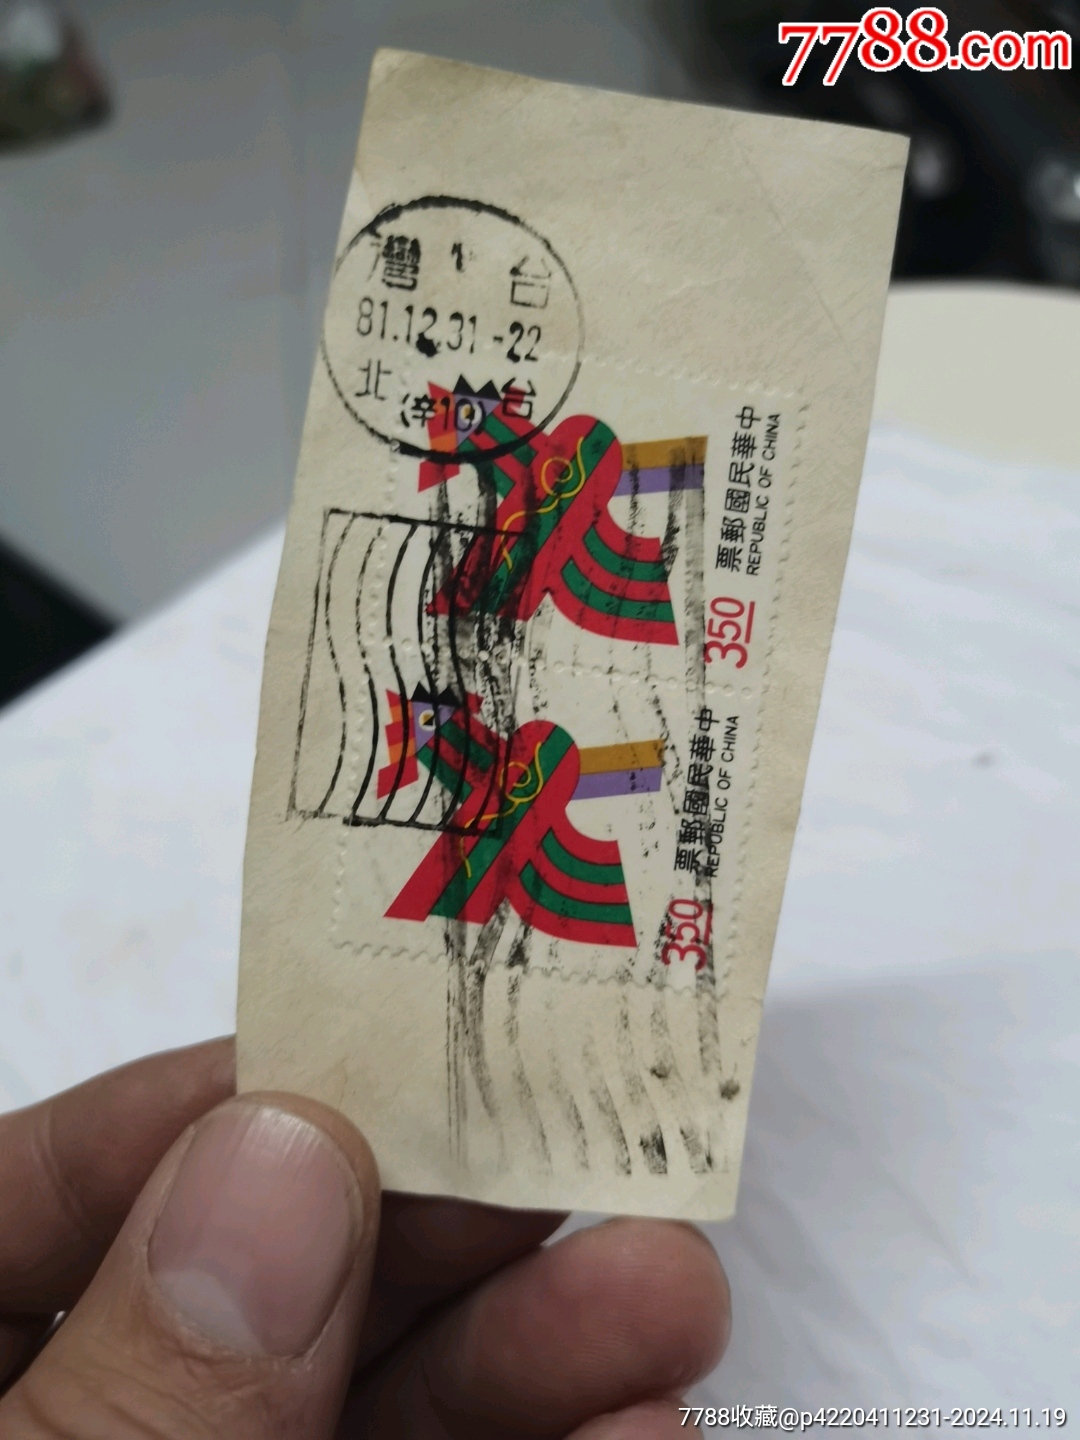 7788.com
台灣
81.12.31-22
台北
(辛10)
中華民國郵票
REPUBLIC OF CHINA
350
中華民國郵票
REPUBLIC OF CHINA
350
7788收藏@p4220411231-2024.11.19